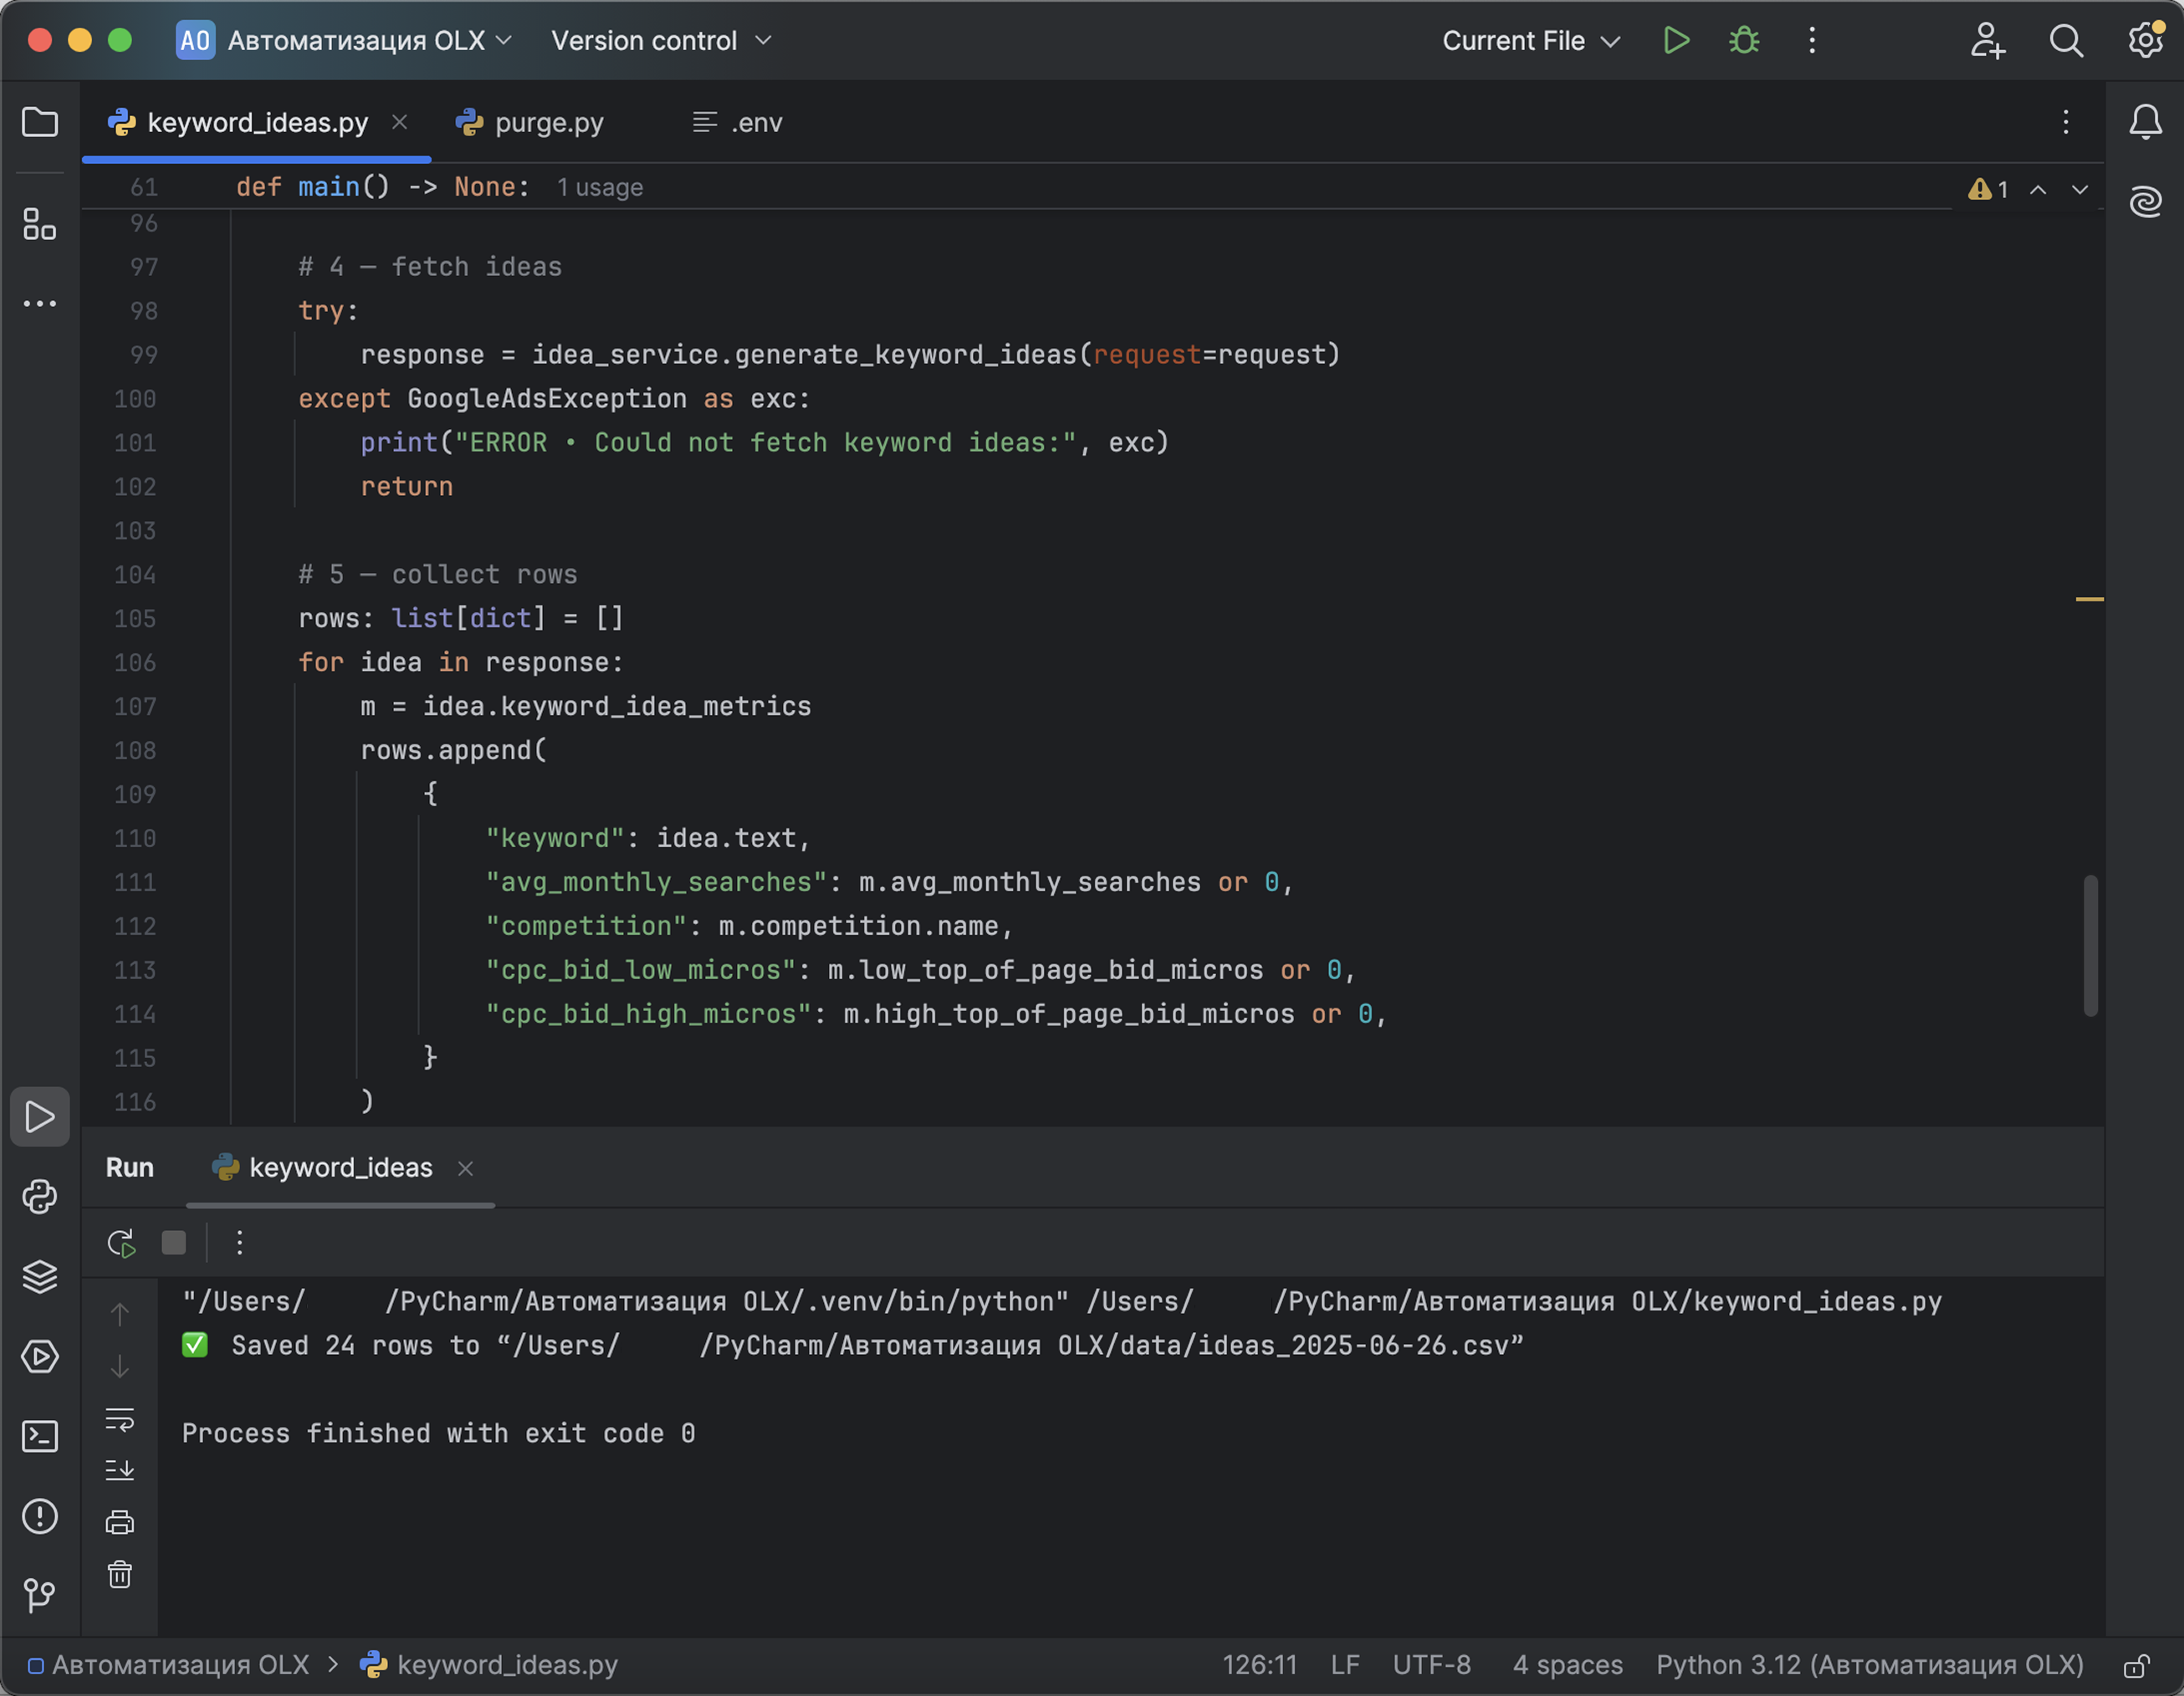 AO Автоматизация OLX Version control Current File
keyword_ideas.py purge.py .env
61 def main() -> None: 1 usage 1
96
97 # 4 — fetch ideas
98 try:
99 response = idea_service.generate_keyword_ideas(request=request)
100 except GoogleAdsException as exc:
101 print("ERROR • Could not fetch keyword ideas:", exc)
102 return
103
104 # 5 — collect rows
105 rows: list[dict] = []
106 for idea in response:
107 m = idea.keyword_idea_metrics
108 rows.append(
109 {
110 "keyword": idea.text,
111 "avg_monthly_searches": m.avg_monthly_searches or 0,
112 "competition": m.competition.name,
113 "cpc_bid_low_micros": m.low_top_of_page_bid_micros or 0,
114 "cpc_bid_high_micros": m.high_top_of_page_bid_micros or 0,
115 }
116 )
Run keyword_ideas
"/Users/ /PyCharm/Автоматизация OLX/.venv/bin/python" /Users/ /PyCharm/Автоматизация OLX/keyword_ideas.py
✅ Saved 24 rows to “/Users/ /PyCharm/Автоматизация OLX/data/ideas_2025-06-26.csv”
Process finished with exit code 0
Автоматизация OLX > keyword_ideas.py 126:11 LF UTF-8 4 spaces Python 3.12 (Автоматизация OLX)